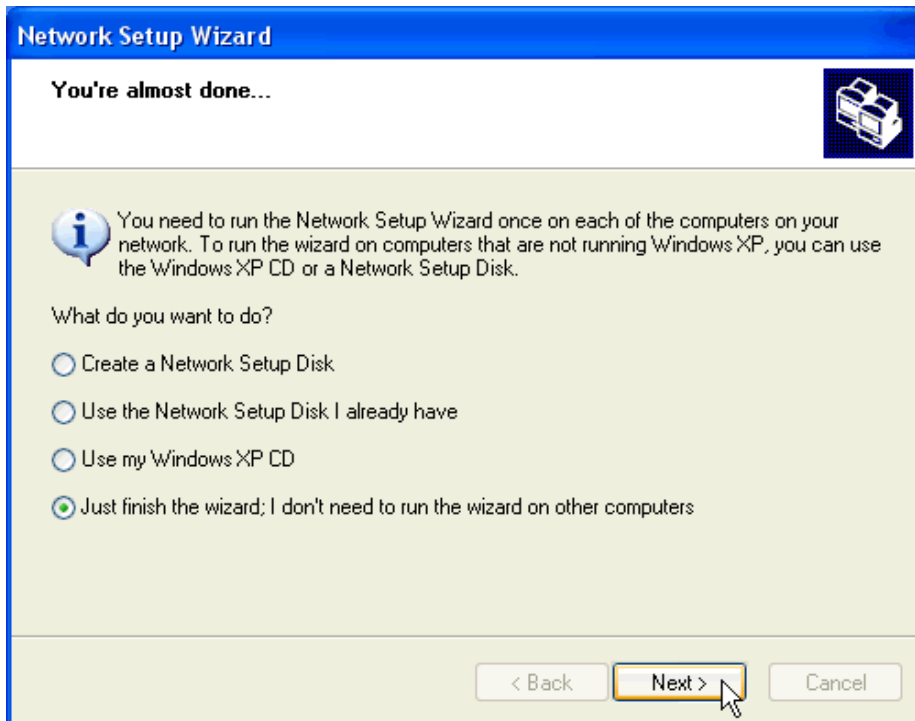 Network Setup Wizard
You're almost done...
You need to run the Network Setup Wizard once on each of the computers on your
network. To run the wizard on computers that are not running Windows XP, you can use
the Windows XP CD or a Network Setup Disk.
What do you want to do?
Create a Network Setup Disk
Use the Network Setup Disk I already have
Use my Windows XP CD
Just finish the wizard; I don't need to run the wizard on other computers
< Back Next > Cancel